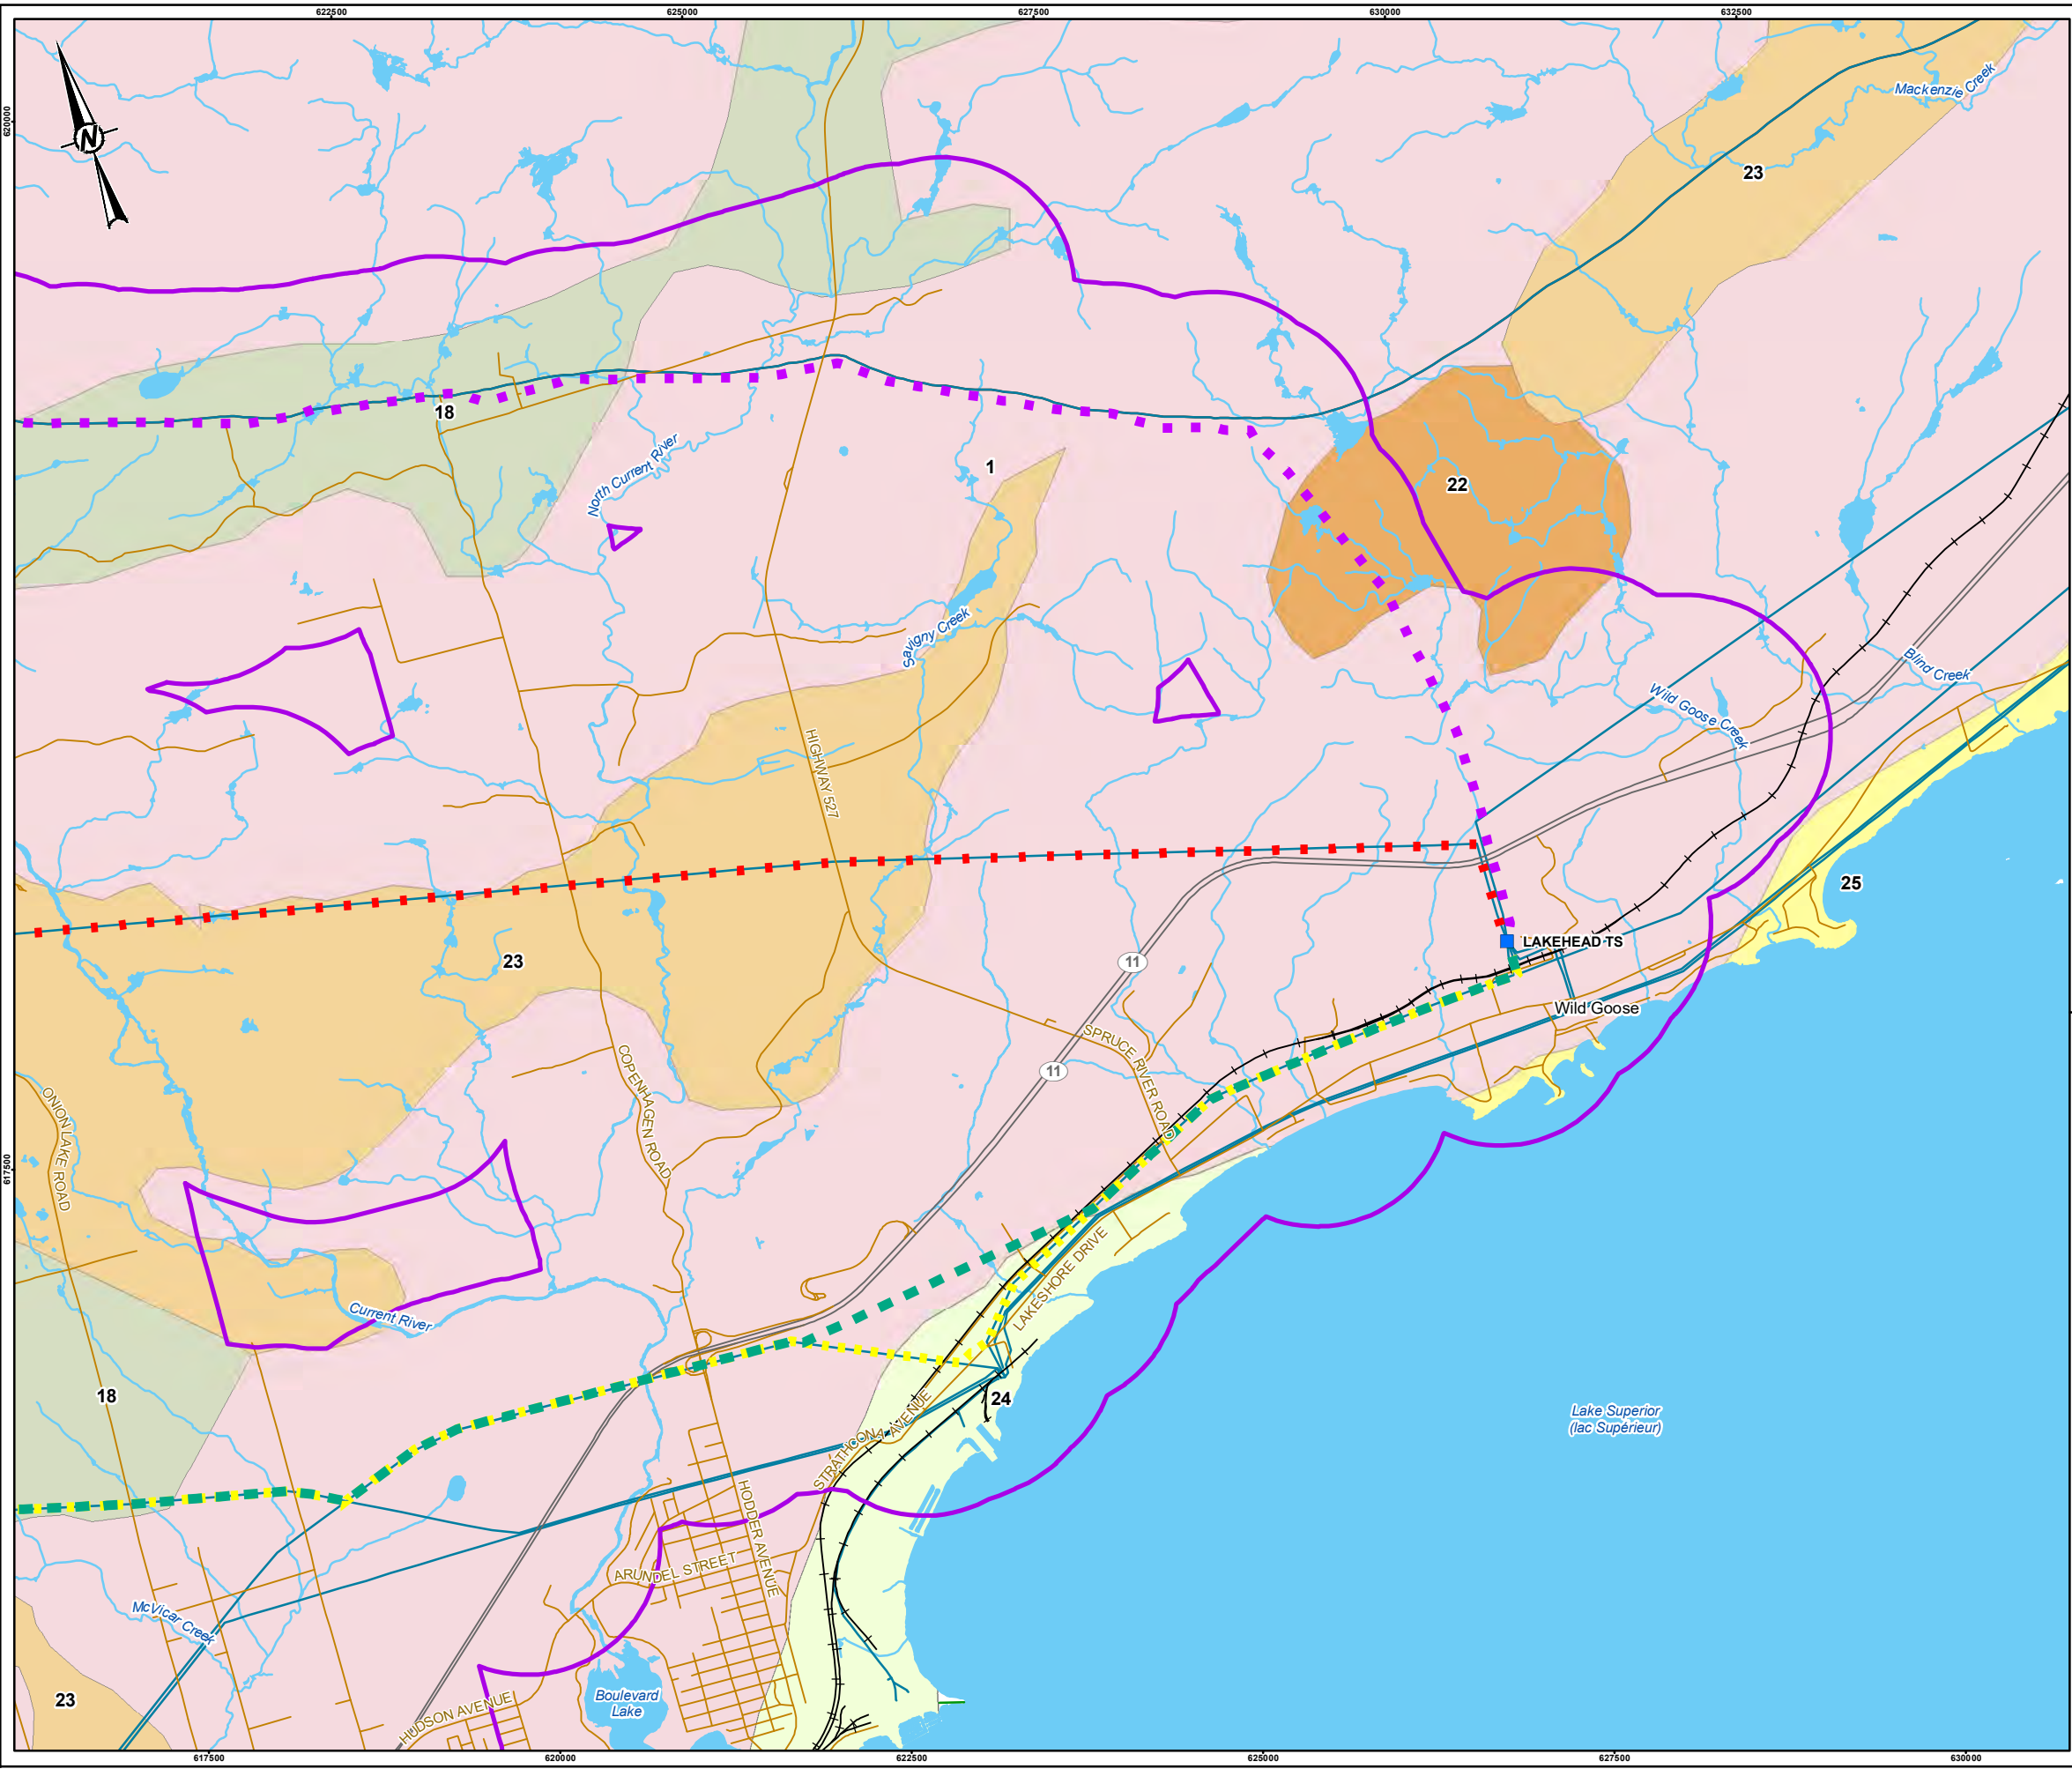 622500
625000
627500
630000
632500
620000
617500
N
Mackenzie Creek
23
18
North Current River
1
22
Savigny Creek
Blind Creek
Wild Goose Creek
HIGHWAY 527
25
LAKEHEAD TS
23
11
Wild Goose
SPRUCE RIVER ROAD
11
COPENHAGEN ROAD
ONION LAKE ROAD
LAKESHORE DRIVE
Current River
18
24
Lake Superior
(lac Supérieur)
STRATHCONA AVENUE
HODDER AVENUE
ARUNDEL STREET
McVicar Creek
23
Boulevard
Lake
HUDSON AVENUE
617500
620000
622500
625000
627500
630000